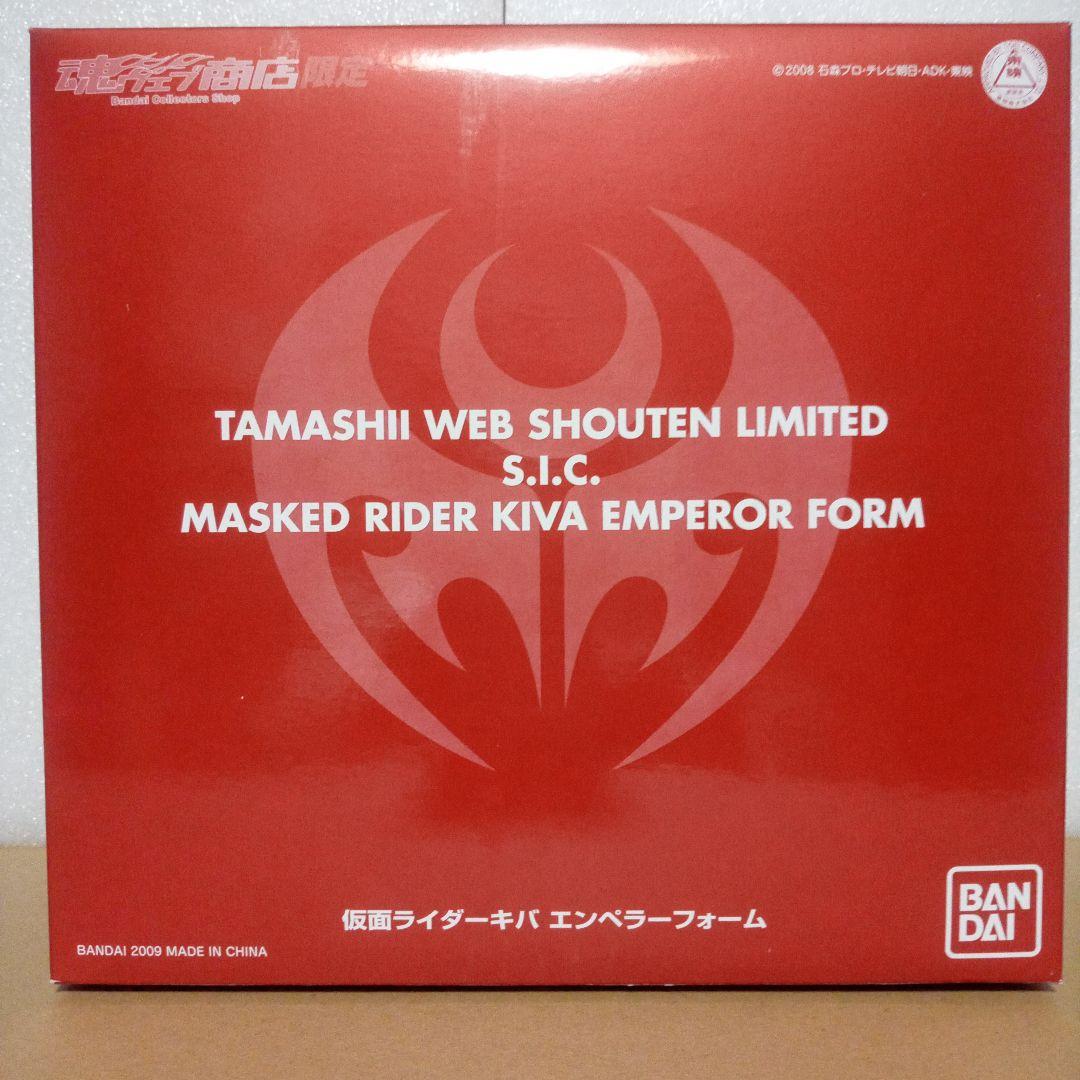 魂ウェブ商店限定
Bandai Collectors Shop
©2008 石森プロ・テレビ朝日・ADK・東映
TAMASHII WEB SHOUTEN LIMITED
S.I.C.
MASKED RIDER KIVA EMPEROR FORM
仮面ライダーキバ エンペラーフォーム
BANDAI 2009 MADE IN CHINA
BAN
DAI